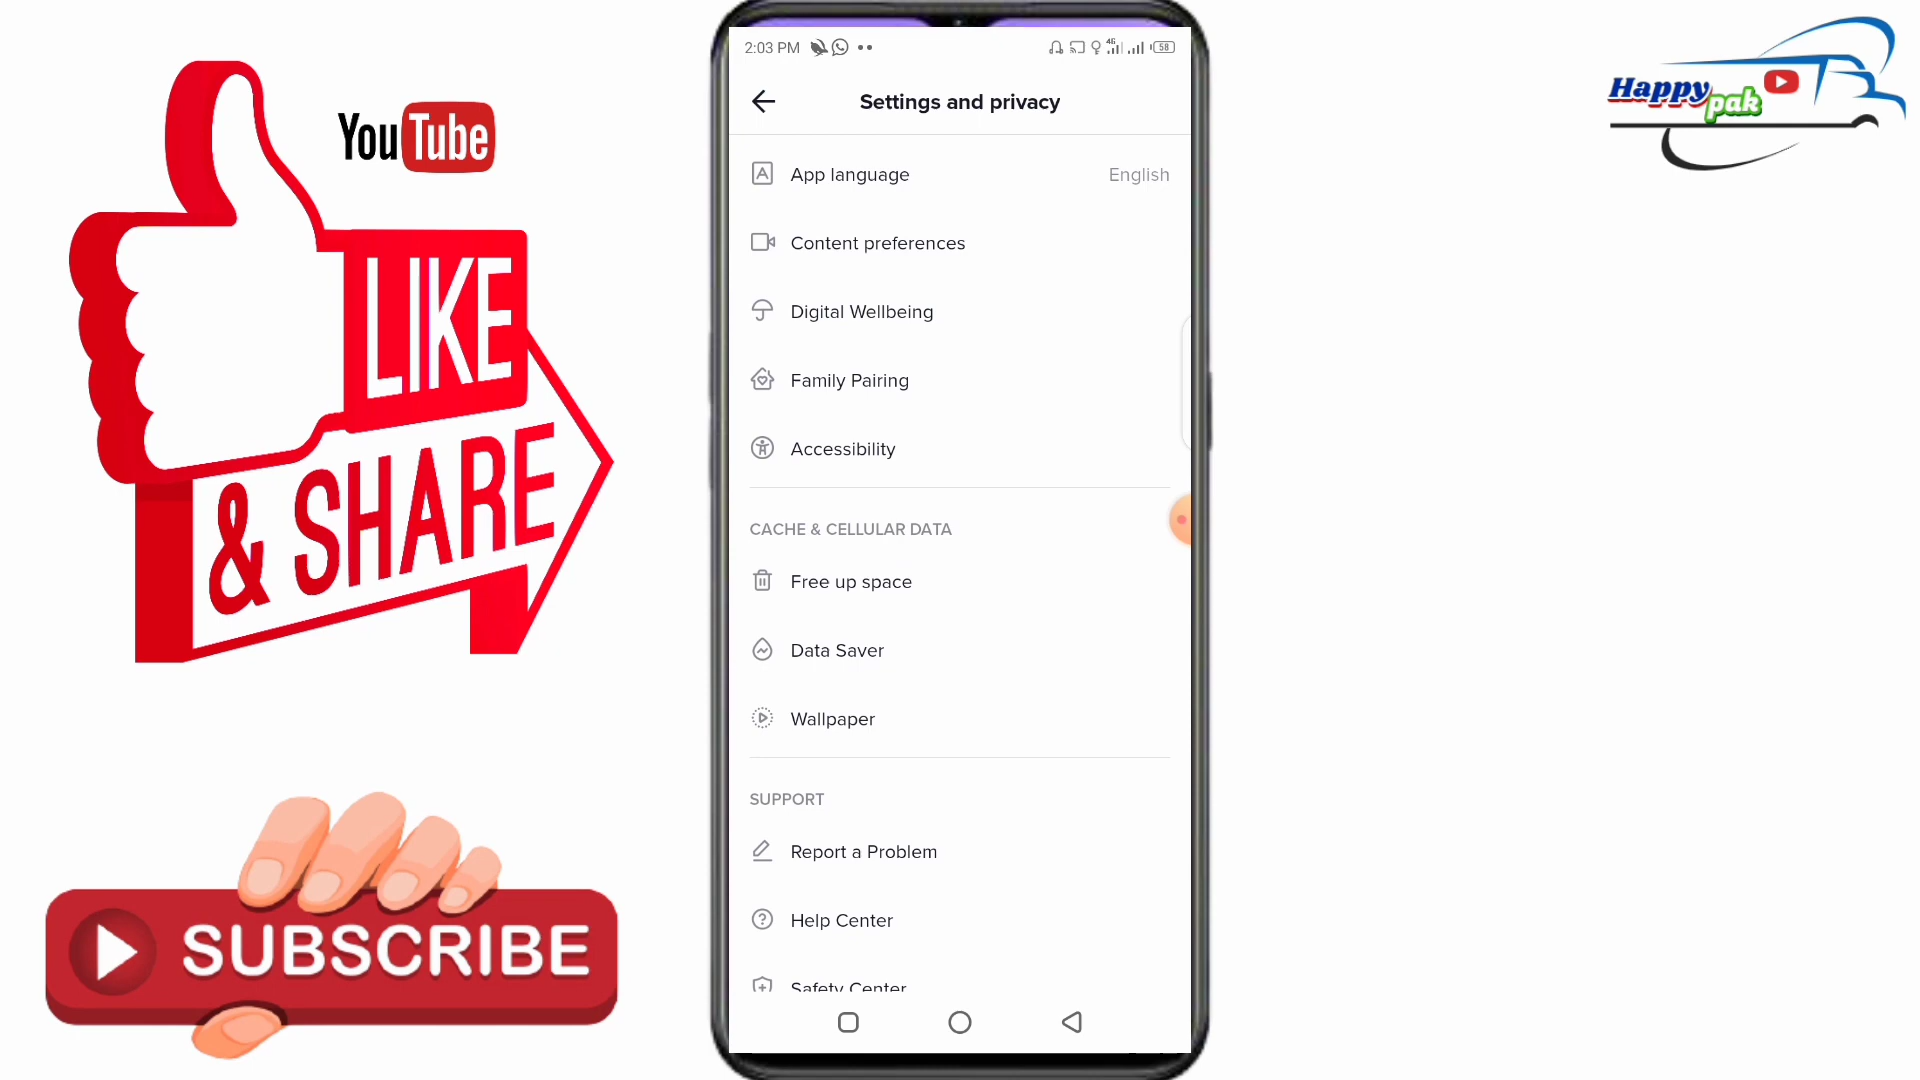 YouTube
LIKE
& SHARE
SUBSCRIBE
2:03 PM
4G
58
Settings and privacy
App language English
Content preferences
Digital Wellbeing
Family Pairing
Accessibility
CACHE & CELLULAR DATA
Free up space
Data Saver
Wallpaper
SUPPORT
Report a Problem
Help Center
Safety Center
Happy
pak